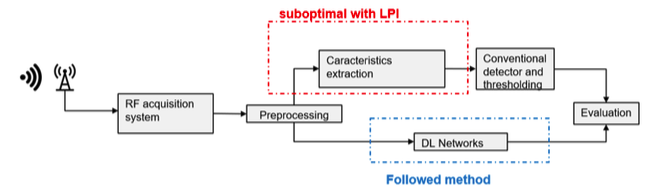 suboptimal with LPI
Caracteristics
extraction
Conventional
detector and
thresholding
RF acquisition
system
Preprocessing
Evaluation
DL Networks
Followed method